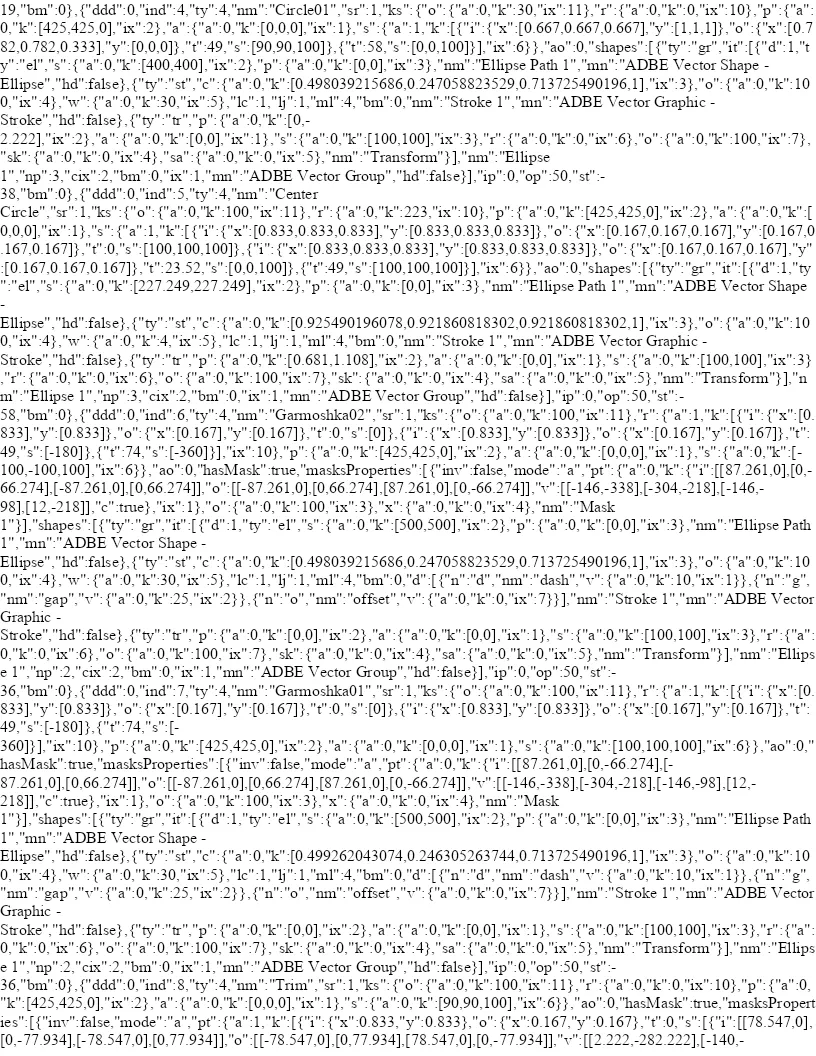 19,"bm":0},{"ddd":0,"ind":4,"ty":4,"nm":"Circle01","sr":1,"ks":{"o":{"a":0,"k":30,"ix":11},"r":{"a":0,"k":0,"ix":10},"p":{"a":
0,"k":[425,425,0],"ix":2},"a":{"a":0,"k":[0,0,0],"ix":1},"s":{"a":1,"k":[{"i":{"x":[0.667,0.667,0.667],"y":[1,1,1]},"o":{"x":[0.7
82,0.782,0.333],"y":[0,0,0]},"t":49,"s":[90,90,100]},{"t":58,"s":[0,0,100]}],"ix":6}},"ao":0,"shapes":[{"ty":"gr","it":[{"d":1,"t
y":"el","s":{"a":0,"k":[400,400],"ix":2},"p":{"a":0,"k":[0,0],"ix":3},"nm":"Ellipse Path 1","mn":"ADBE Vector Shape -
Ellipse","hd":false},{"ty":"st","c":{"a":0,"k":[0.498039215686,0.247058823529,0.713725490196,1],"ix":3},"o":{"a":0,"k":10
0,"ix":4},"w":{"a":0,"k":30,"ix":5},"lc":1,"lj":1,"ml":4,"bm":0,"nm":"Stroke 1","mn":"ADBE Vector Graphic -
Stroke","hd":false},{"ty":"tr","p":{"a":0,"k":[0,-
2.222],"ix":2},"a":{"a":0,"k":[0,0],"ix":1},"s":{"a":0,"k":[100,100],"ix":3},"r":{"a":0,"k":0,"ix":6},"o":{"a":0,"k":100,"ix":7},
"sk":{"a":0,"k":0,"ix":4},"sa":{"a":0,"k":0,"ix":5},"nm":"Transform"}],"nm":"Ellipse
1","np":3,"cix":2,"bm":0,"ix":1,"mn":"ADBE Vector Group","hd":false}],"ip":0,"op":50,"st":-
38,"bm":0},{"ddd":0,"ind":5,"ty":4,"nm":"Center
Circle","sr":1,"ks":{"o":{"a":0,"k":100,"ix":11},"r":{"a":0,"k":223,"ix":10},"p":{"a":0,"k":[425,425,0],"ix":2},"a":{"a":0,"k":[
0,0,0],"ix":1},"s":{"a":1,"k":[{"i":{"x":[0.833,0.833,0.833],"y":[0.833,0.833,0.833]},"o":{"x":[0.167,0.167,0.167],"y":[0.167,0
.167,0.167]},"t":0,"s":[100,100,100]},{"i":{"x":[0.833,0.833,0.833],"y":[0.833,0.833,0.833]},"o":{"x":[0.167,0.167,0.167],"y"
:[0.167,0.167,0.167]},"t":23.52,"s":[0,0,100]},{"t":49,"s":[100,100,100]}],"ix":6}},"ao":0,"shapes":[{"ty":"gr","it":[{"d":1,"ty
":"el","s":{"a":0,"k":[227.249,227.249],"ix":2},"p":{"a":0,"k":[0,0],"ix":3},"nm":"Ellipse Path 1","mn":"ADBE Vector Shape
-
Ellipse","hd":false},{"ty":"st","c":{"a":0,"k":[0.925490196078,0.921860818302,0.921860818302,1],"ix":3},"o":{"a":0,"k":10
0,"ix":4},"w":{"a":0,"k":4,"ix":5},"lc":1,"lj":1,"ml":4,"bm":0,"nm":"Stroke 1","mn":"ADBE Vector Graphic -
Stroke","hd":false},{"ty":"tr","p":{"a":0,"k":[0.681,1.108],"ix":2},"a":{"a":0,"k":[0,0],"ix":1},"s":{"a":0,"k":[100,100],"ix":3}
,"r":{"a":0,"k":0,"ix":6},"o":{"a":0,"k":100,"ix":7},"sk":{"a":0,"k":0,"ix":4},"sa":{"a":0,"k":0,"ix":5},"nm":"Transform"}],"n
m":"Ellipse 1","np":3,"cix":2,"bm":0,"ix":1,"mn":"ADBE Vector Group","hd":false}],"ip":0,"op":50,"st":-
58,"bm":0},{"ddd":0,"ind":6,"ty":4,"nm":"Garmoshka02","sr":1,"ks":{"o":{"a":0,"k":100,"ix":11},"r":{"a":1,"k":[{"i":{"x":[0.
833],"y":[0.833]},"o":{"x":[0.167],"y":[0.167]},"t":0,"s":[0]},{"i":{"x":[0.833],"y":[0.833]},"o":{"x":[0.167],"y":[0.167]},"t":
49,"s":[-180]},{"t":74,"s":[-360]}],"ix":10},"p":{"a":0,"k":[425,425,0],"ix":2},"a":{"a":0,"k":[0,0,0],"ix":1},"s":{"a":0,"k":[-
100,-100,100],"ix":6}},"ao":0,"hasMask":true,"masksProperties":[{"inv":false,"mode":"a","pt":{"a":0,"k":{"i":[[87.261,0],[0,-
66.274],[-87.261,0],[0,66.274]],"o":[[-87.261,0],[0,66.274],[87.261,0],[0,-66.274]],"v":[[-146,-338],[-304,-218],[-146,-
98],[12,-218]],"c":true},"ix":1},"o":{"a":0,"k":100,"ix":3},"x":{"a":0,"k":0,"ix":4},"nm":"Mask
1"}],"shapes":[{"ty":"gr","it":[{"d":1,"ty":"el","s":{"a":0,"k":[500,500],"ix":2},"p":{"a":0,"k":[0,0],"ix":3},"nm":"Ellipse Path
1","mn":"ADBE Vector Shape -
Ellipse","hd":false},{"ty":"st","c":{"a":0,"k":[0.498039215686,0.247058823529,0.713725490196,1],"ix":3},"o":{"a":0,"k":10
0,"ix":4},"w":{"a":0,"k":30,"ix":5},"lc":1,"lj":1,"ml":4,"bm":0,"d":[{"n":"d","nm":"dash","v":{"a":0,"k":10,"ix":1}},{"n":"g",
"nm":"gap","v":{"a":0,"k":25,"ix":2}},{"n":"o","nm":"offset","v":{"a":0,"k":0,"ix":7}}],"nm":"Stroke 1","mn":"ADBE Vector
Graphic -
Stroke","hd":false},{"ty":"tr","p":{"a":0,"k":[0,0],"ix":2},"a":{"a":0,"k":[0,0],"ix":1},"s":{"a":0,"k":[100,100],"ix":3},"r":{"a":
0,"k":0,"ix":6},"o":{"a":0,"k":100,"ix":7},"sk":{"a":0,"k":0,"ix":4},"sa":{"a":0,"k":0,"ix":5},"nm":"Transform"}],"nm":"Ellips
e 1","np":2,"cix":2,"bm":0,"ix":1,"mn":"ADBE Vector Group","hd":false}],"ip":0,"op":50,"st":-
36,"bm":0},{"ddd":0,"ind":7,"ty":4,"nm":"Garmoshka01","sr":1,"ks":{"o":{"a":0,"k":100,"ix":11},"r":{"a":1,"k":[{"i":{"x":[0.
833],"y":[0.833]},"o":{"x":[0.167],"y":[0.167]},"t":0,"s":[0]},{"i":{"x":[0.833],"y":[0.833]},"o":{"x":[0.167],"y":[0.167]},"t":
49,"s":[-180]},{"t":74,"s":[-
360]}],"ix":10},"p":{"a":0,"k":[425,425,0],"ix":2},"a":{"a":0,"k":[0,0,0],"ix":1},"s":{"a":0,"k":[100,100,100],"ix":6}},"ao":0,"
hasMask":true,"masksProperties":[{"inv":false,"mode":"a","pt":{"a":0,"k":{"i":[[87.261,0],[0,-66.274],[-
87.261,0],[0,66.274]],"o":[[-87.261,0],[0,66.274],[87.261,0],[0,-66.274]],"v":[[-146,-338],[-304,-218],[-146,-98],[12,-
218]],"c":true},"ix":1},"o":{"a":0,"k":100,"ix":3},"x":{"a":0,"k":0,"ix":4},"nm":"Mask
1"}],"shapes":[{"ty":"gr","it":[{"d":1,"ty":"el","s":{"a":0,"k":[500,500],"ix":2},"p":{"a":0,"k":[0,0],"ix":3},"nm":"Ellipse Path
1","mn":"ADBE Vector Shape -
Ellipse","hd":false},{"ty":"st","c":{"a":0,"k":[0.499262043074,0.246305263744,0.713725490196,1],"ix":3},"o":{"a":0,"k":10
0,"ix":4},"w":{"a":0,"k":30,"ix":5},"lc":1,"lj":1,"ml":4,"bm":0,"d":[{"n":"d","nm":"dash","v":{"a":0,"k":10,"ix":1}},{"n":"g",
"nm":"gap","v":{"a":0,"k":25,"ix":2}},{"n":"o","nm":"offset","v":{"a":0,"k":0,"ix":7}}],"nm":"Stroke 1","mn":"ADBE Vector
Graphic -
Stroke","hd":false},{"ty":"tr","p":{"a":0,"k":[0,0],"ix":2},"a":{"a":0,"k":[0,0],"ix":1},"s":{"a":0,"k":[100,100],"ix":3},"r":{"a":
0,"k":0,"ix":6},"o":{"a":0,"k":100,"ix":7},"sk":{"a":0,"k":0,"ix":4},"sa":{"a":0,"k":0,"ix":5},"nm":"Transform"}],"nm":"Ellips
e 1","np":2,"cix":2,"bm":0,"ix":1,"mn":"ADBE Vector Group","hd":false}],"ip":0,"op":50,"st":-
36,"bm":0},{"ddd":0,"ind":8,"ty":4,"nm":"Trim","sr":1,"ks":{"o":{"a":0,"k":100,"ix":11},"r":{"a":0,"k":0,"ix":10},"p":{"a":0,
"k":[425,425,0],"ix":2},"a":{"a":0,"k":[0,0,0],"ix":1},"s":{"a":0,"k":[90,90,100],"ix":6}},"ao":0,"hasMask":true,"masksPropert
ies":[{"inv":false,"mode":"a","pt":{"a":1,"k":[{"i":{"x":0.833,"y":0.833},"o":{"x":0.167,"y":0.167},"t":0,"s":[{"i":[[78.547,0],
[0,-77.934],[-78.547,0],[0,77.934]],"o":[[-78.547,0],[0,77.934],[78.547,0],[0,-77.934]],"v":[[2.222,-282.222],[-140,-